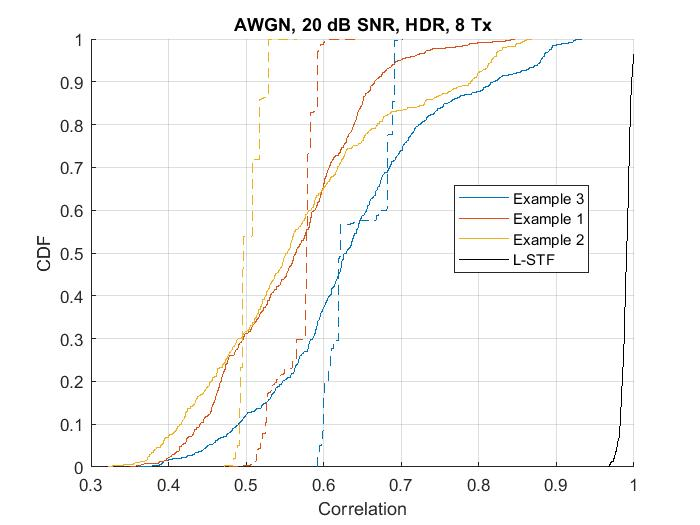 AWGN, 20 dB SNR, HDR, 8 Tx
1
0.9
0.8
0.7
0.6
0.5
0.4
0.3
0.2
0.1
0
CDF
Example 3
Example 1
Example 2
L-STF
0.3 0.4 0.5 0.6 0.7 0.8 0.9 1
Correlation